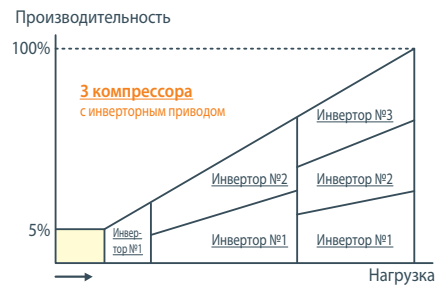 Производительность
100%
3 компрессора
с инверторным приводом
Инвертор №3
Инвертор №2
Инвертор №2
5%
Инвер-
тор №1
Инвертор №1
Инвертор №1
Нагрузка